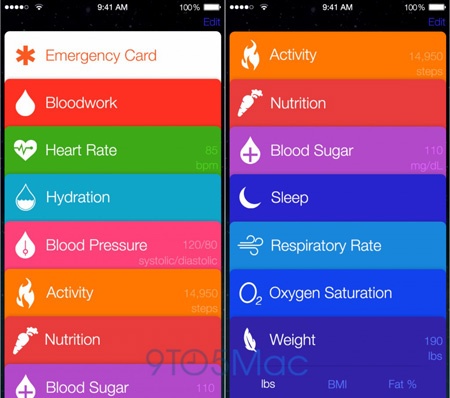 9:41 AM
100%
Edit
Emergency Card
Bloodwork
Heart Rate
85
bpm
Hydration
Blood Pressure
120/80
systolic/diastolic
Activity
14,950
steps
Nutrition
Blood Sugar
110
9:41 AM
100%
Edit
Activity
14,950
steps
Nutrition
Blood Sugar
110
mg/dL
Sleep
Respiratory Rate
O2
Oxygen Saturation
Weight
190
lbs
lbs
BMI
Fat %
9TO5Mac